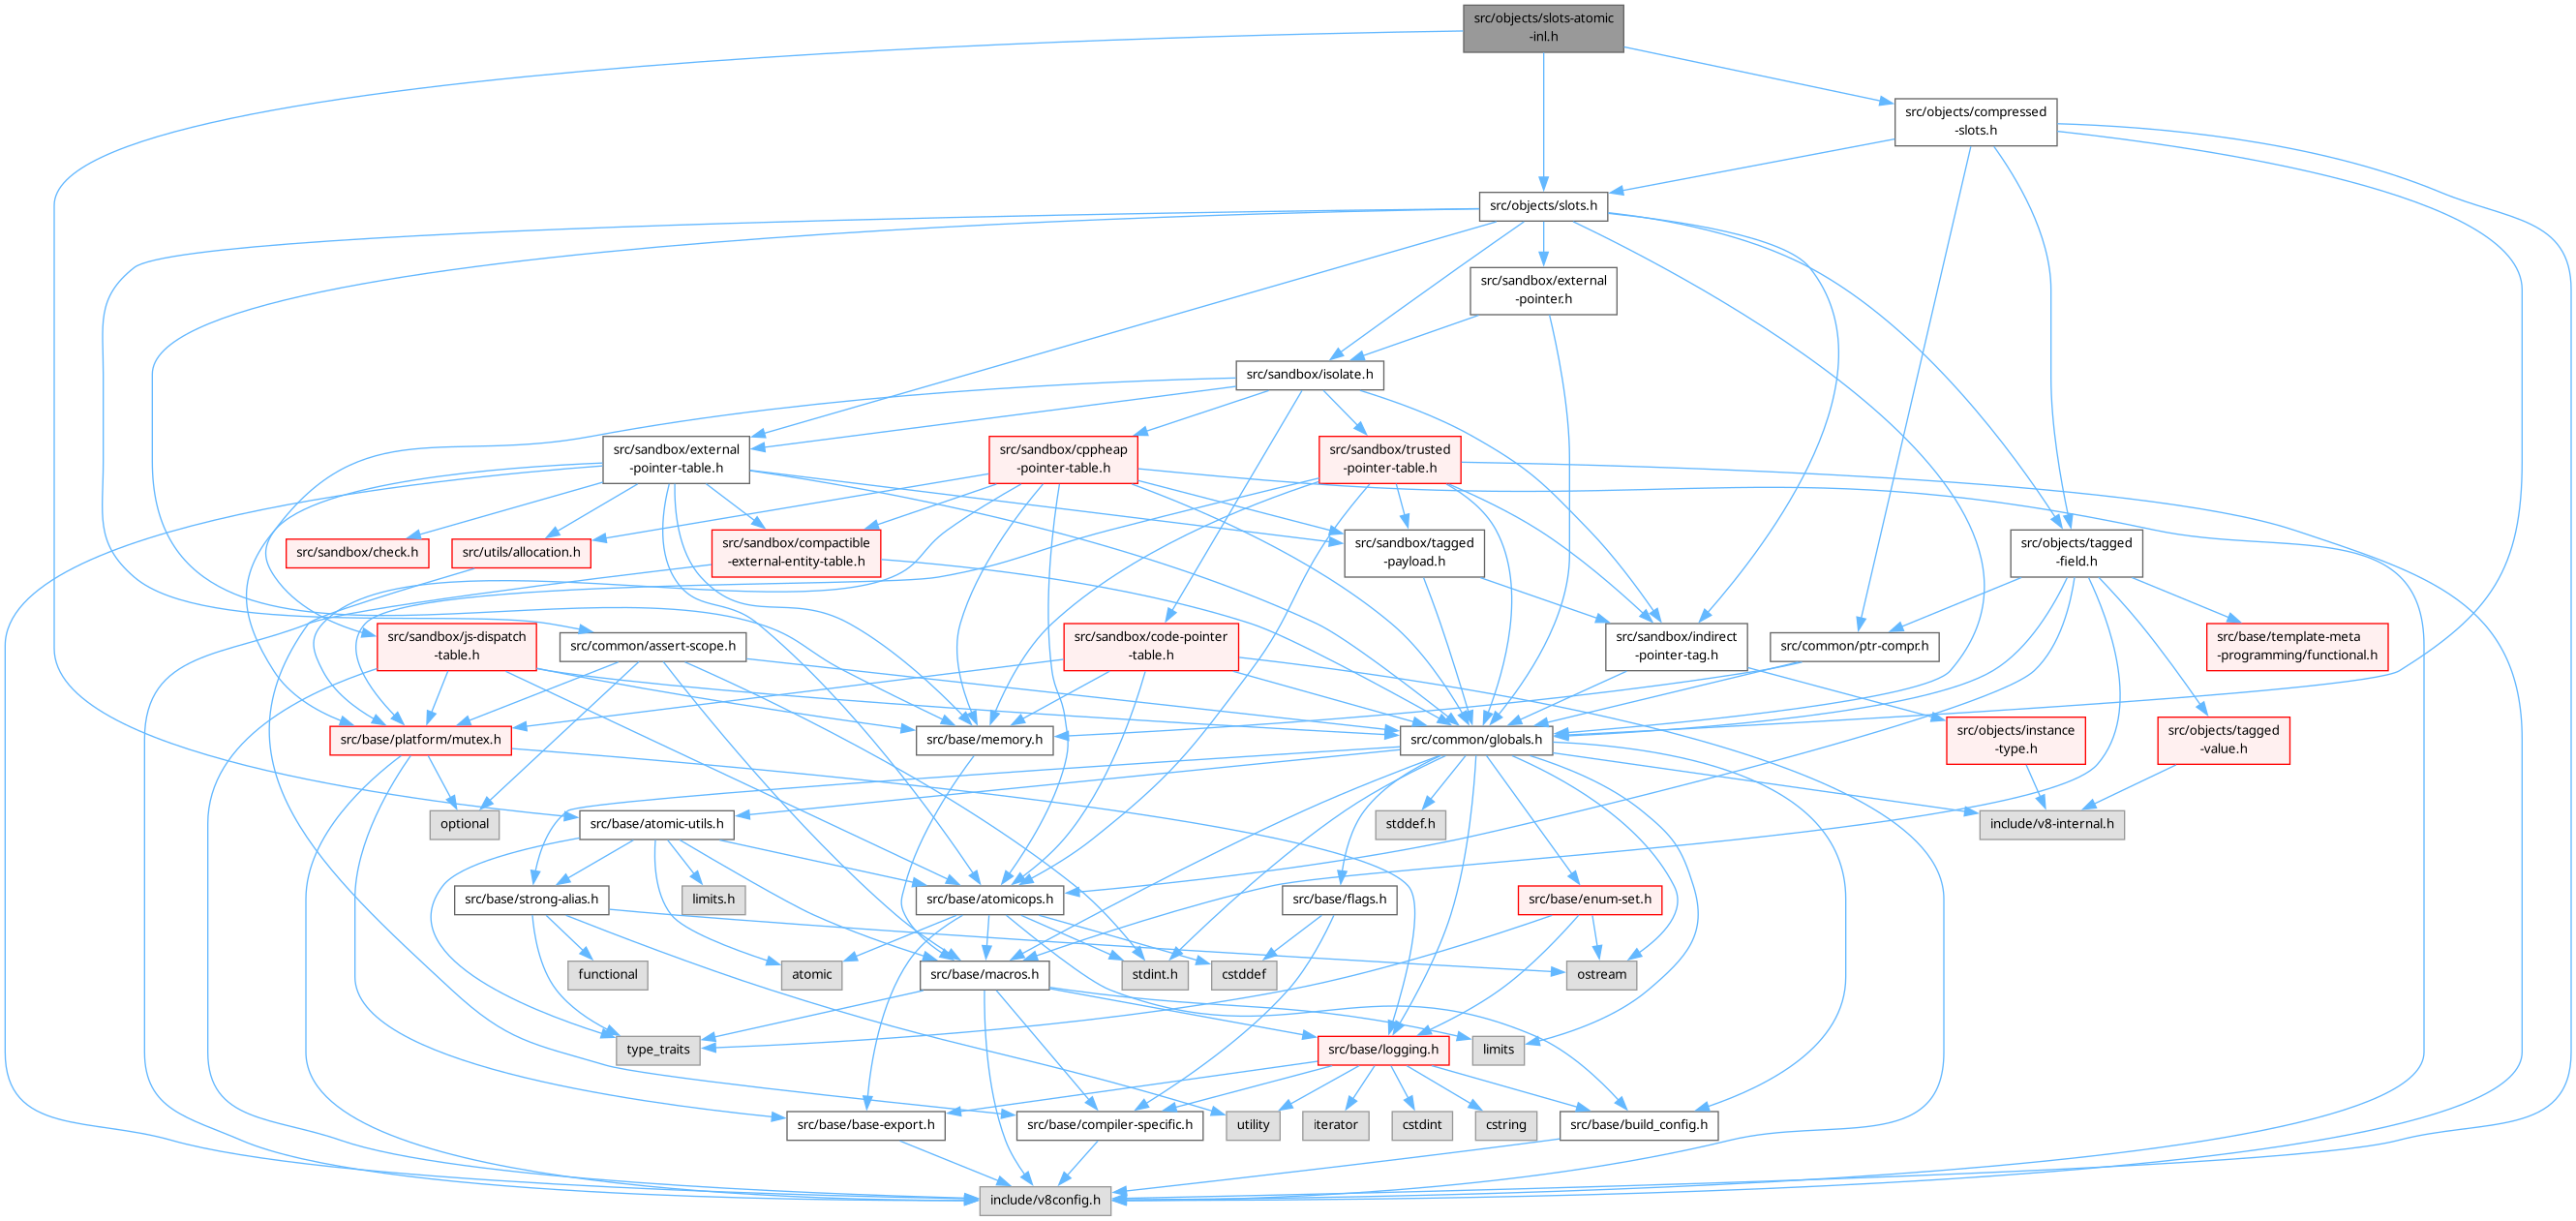 src/objects/slots-atomic
-inl.h
src/objects/compressed
-slots.h
src/objects/slots.h
src/sandbox/external
-pointer.h
src/sandbox/isolate.h
src/sandbox/external
-pointer-table.h
src/sandbox/cppheap
-pointer-table.h
src/sandbox/trusted
-pointer-table.h
src/sandbox/check.h
src/utils/allocation.h
src/sandbox/compactible
-external-entity-table.h
src/sandbox/tagged
-payload.h
src/objects/tagged
-field.h
src/sandbox/js-dispatch
-table.h
src/common/assert-scope.h
src/sandbox/code-pointer
-table.h
src/sandbox/indirect
-pointer-tag.h
src/common/ptr-compr.h
src/base/template-meta
-programming/functional.h
src/base/platform/mutex.h
src/base/memory.h
src/common/globals.h
src/objects/instance
-type.h
src/objects/tagged
-value.h
optional
src/base/atomic-utils.h
stddef.h
include/v8-internal.h
src/base/strong-alias.h
limits.h
src/base/atomicops.h
src/base/flags.h
src/base/enum-set.h
functional
atomic
src/base/macros.h
stdint.h
cstddef
ostream
type_traits
src/base/logging.h
limits
src/base/base-export.h
src/base/compiler-specific.h
utility
iterator
cstdint
cstring
src/base/build_config.h
include/v8config.h